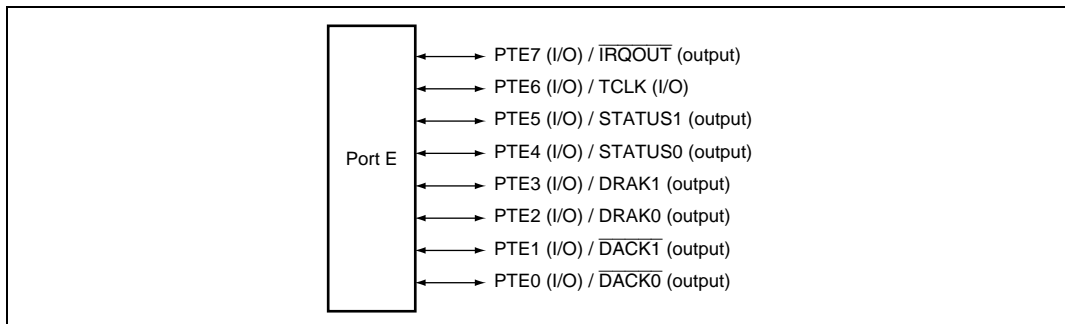 Port E
PTE7 (I/O) / IRQOUT (output)
PTE6 (I/O) / TCLK (I/O)
PTE5 (I/O) / STATUS1 (output)
PTE4 (I/O) / STATUS0 (output)
PTE3 (I/O) / DRAK1 (output)
PTE2 (I/O) / DRAK0 (output)
PTE1 (I/O) / DACK1 (output)
PTE0 (I/O) / DACK0 (output)